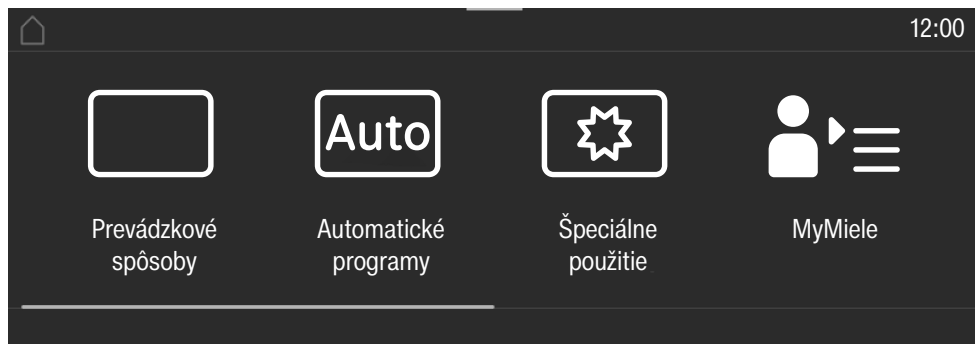 12:00
Auto
Prevádzkové
spôsoby
Automatické
programy
Špeciálne
použitie
MyMiele